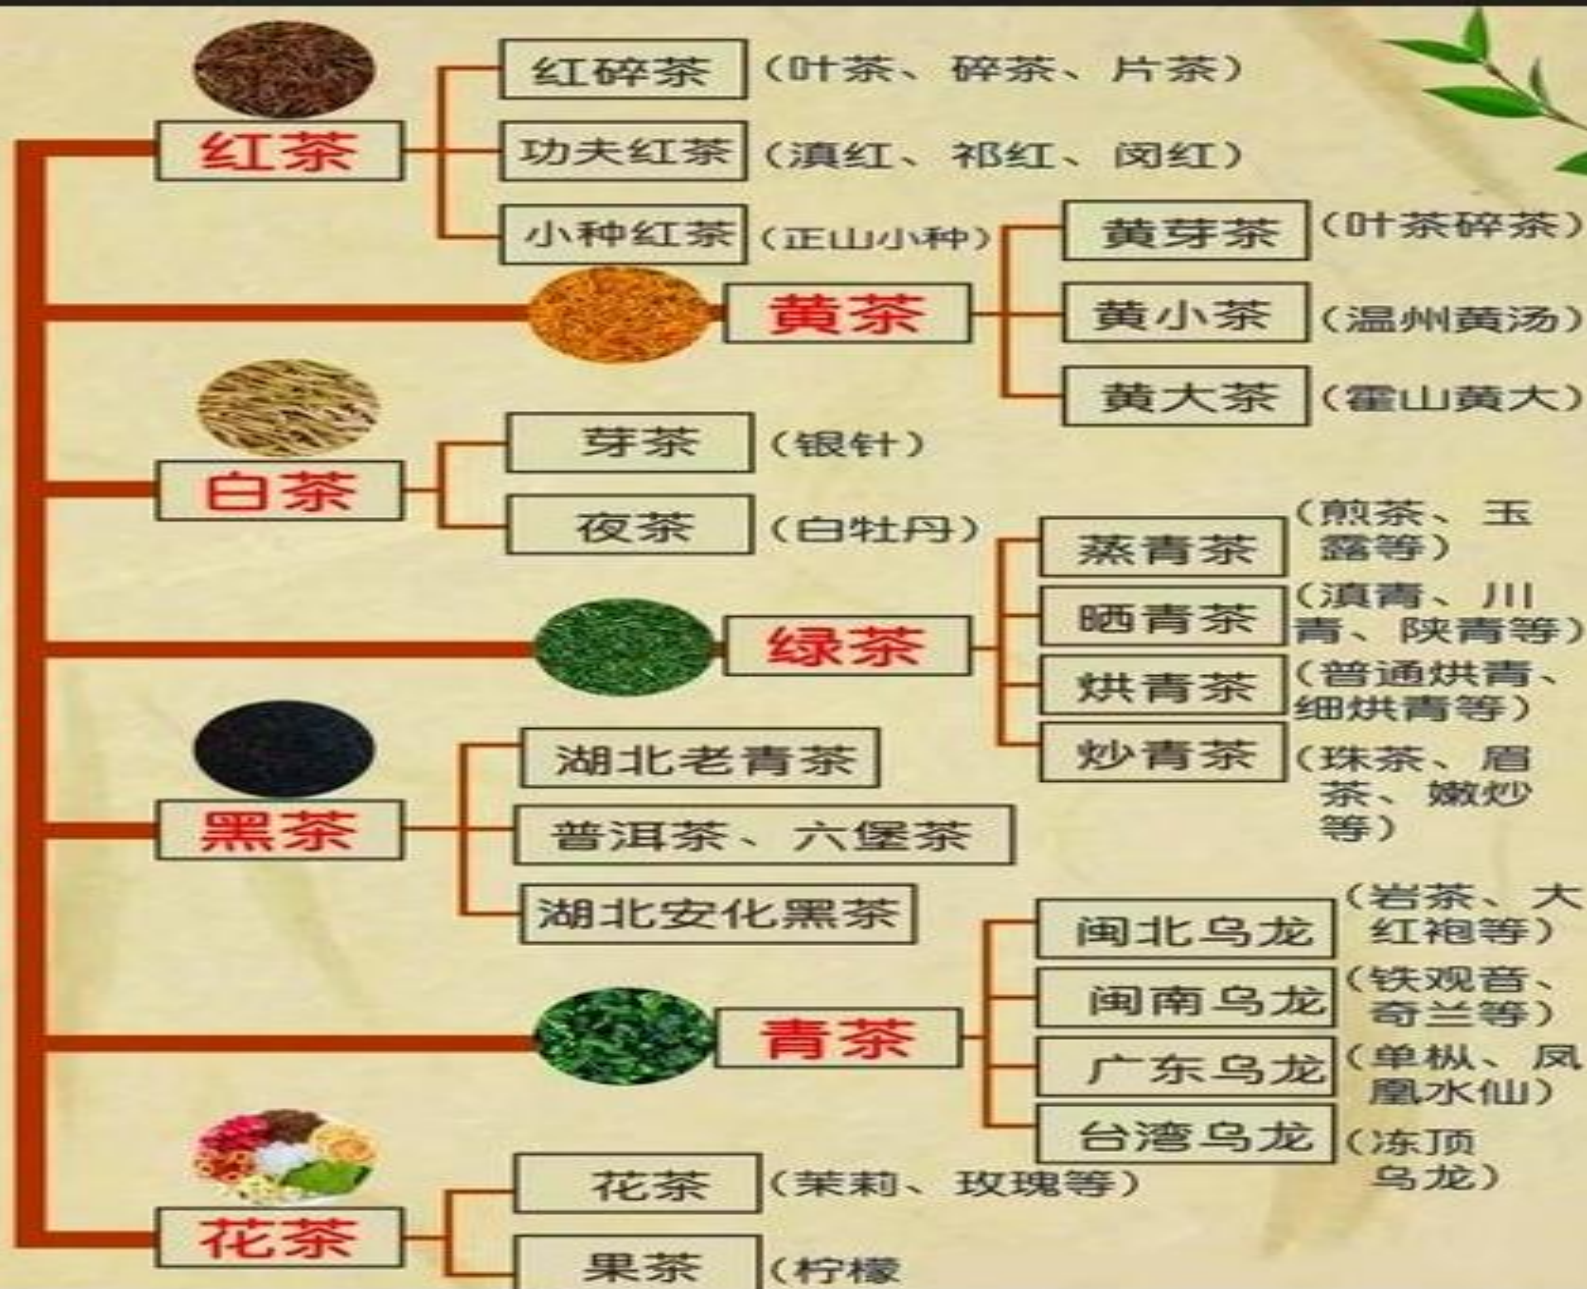 红茶
红碎茶
(叶茶、碎茶、片茶)
功夫红茶
(滇红、祁红、闵红)
小种红茶
(正山小种)
黄茶
黄芽茶
(叶茶碎茶)
黄小茶
(温州黄汤)
黄大茶
(霍山黄大)
白茶
芽茶
(银针)
夜茶
(白牡丹)
绿茶
蒸青茶
(煎茶、玉
露等)
晒青茶
(滇青、川
青、陕青等)
烘青茶
(普通烘青、
细烘青等)
炒青茶
(珠茶、眉
茶、嫩炒
等)
黑茶
湖北老青茶
普洱茶、六堡茶
湖北安化黑茶
青茶
闽北乌龙
(岩茶、大
红袍等)
闽南乌龙
(铁观音、
奇兰等)
广东乌龙
(单枞、凤
凰水仙)
台湾乌龙
(冻顶
乌龙)
花茶
花茶
(茉莉、玫瑰等)
果茶
(柠檬